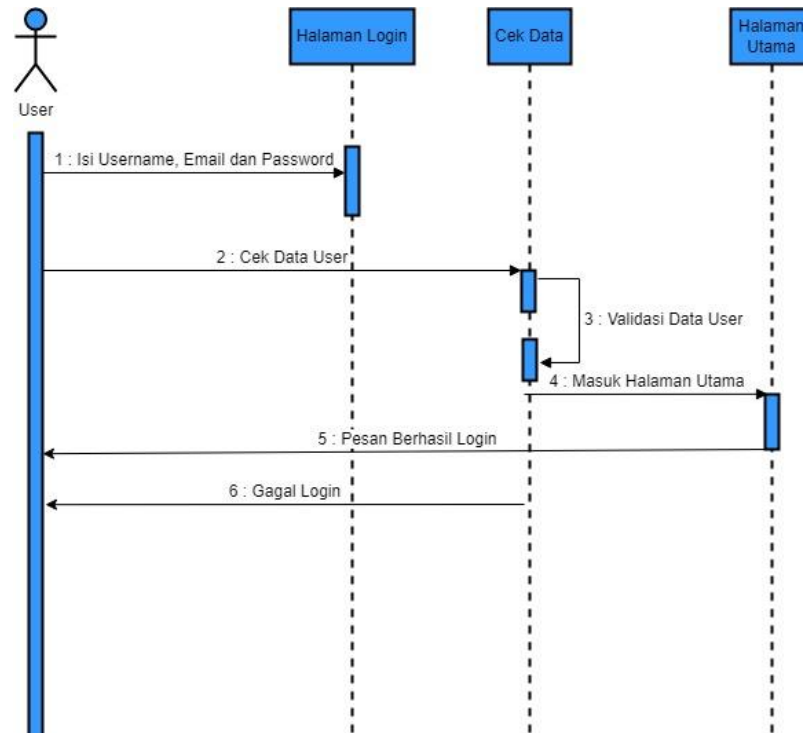 Halaman Login
Cek Data
Halaman
Utama
User
1 : Isi Username, Email dan Password
2 : Cek Data User
3 : Validasi Data User
4 : Masuk Halaman Utama
5 : Pesan Berhasil Login
6 : Gagal Login